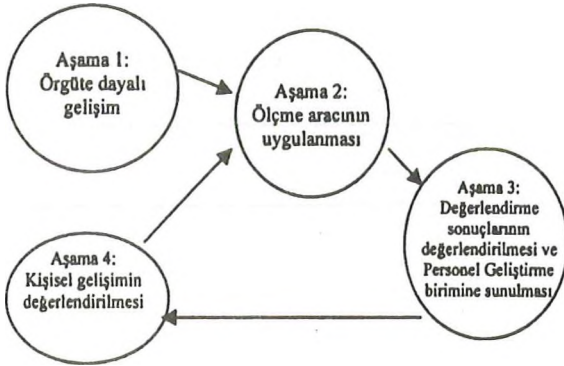 Aşama 1:
Örgüte dayalı
gelişim
Aşama 2:
Ölçme aracının
uygulanması
Aşama 3:
Değerlendirme
sonuçlarının
değerlendirilmesi ve
Personel Geliştirme
birimine sunulması
Aşama 4:
Kişisel gelişimin
değerlendirilmesi